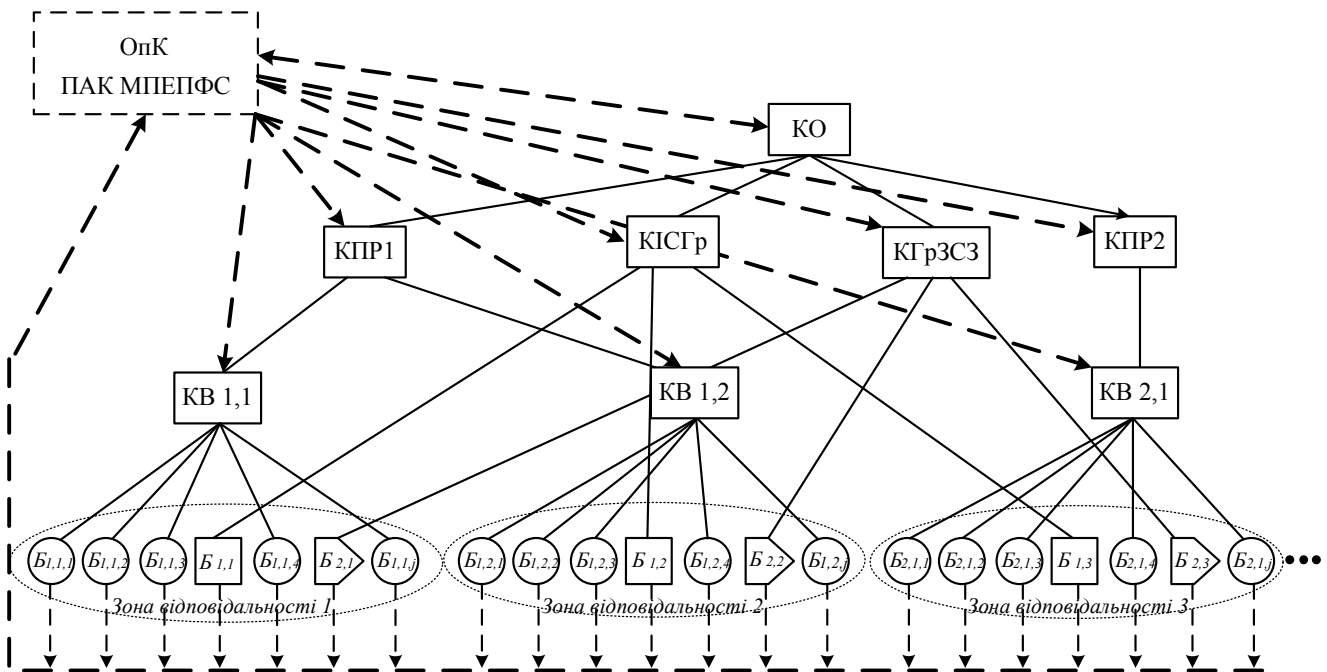 ОпК
ПАК МПЕПФС
КО
КПР1
КІСГр
КГрЗСЗ
КПР2
КВ 1,1
КВ 1,2
КВ 2,1
Б1,1,1
Б1,1,2
Б1,1,3
Б 1,1
Б1,1,4
Б 2,1
Б1,1,j
Б1,2,1
Б1,2,2
Б1,2,3
Б 1,2
Б1,2,4
Б 2,2
Б1,2,j
Б2,1,1
Б2,1,2
Б2,1,3
Б 1,3
Б2,1,4
Б 2,3
Б2,1,j
Зона відповідальності 1
Зона відповідальності 2
Зона відповідальності 3